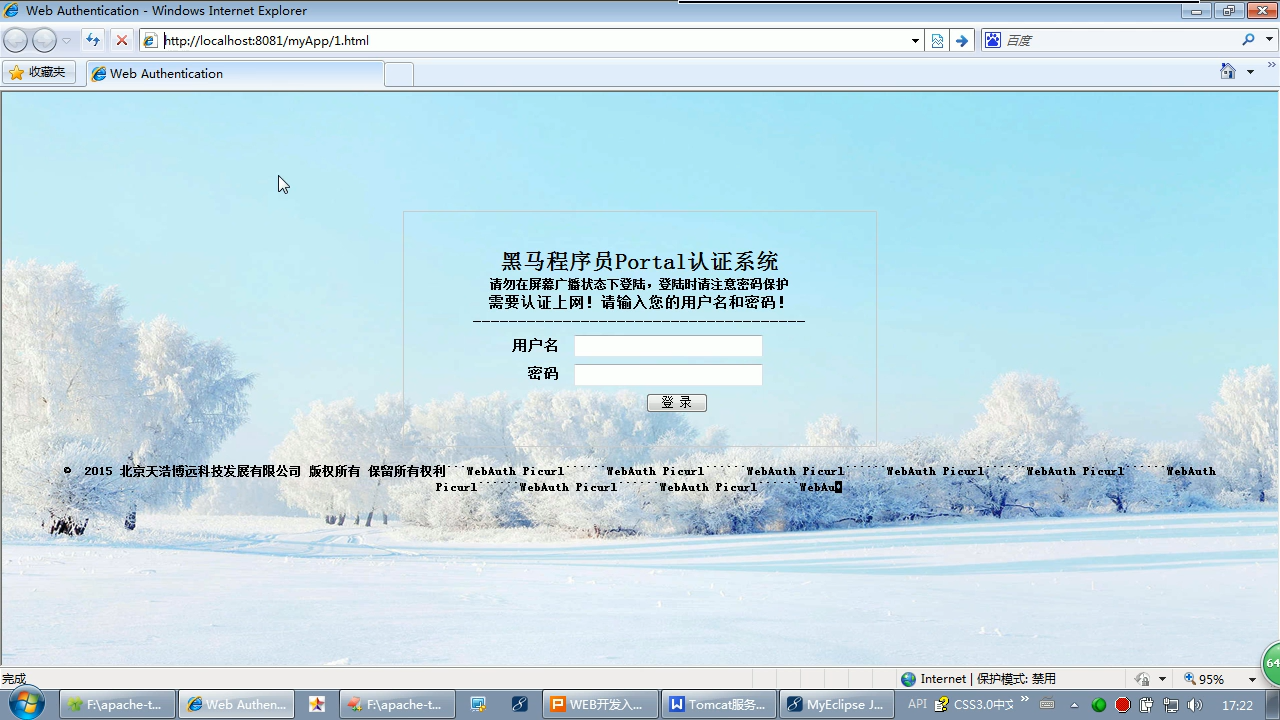 Web Authentication - Windows Internet Explorer
http://localhost:8081/myApp/1.html
百度
收藏夹
Web Authentication
黑马程序员Portal认证系统
请勿在屏幕广播状态下登陆，登陆时请注意密码保护
需要认证上网！请输入您的用户名和密码！
-------------------------------------
用户名
密码
登 录
© 2015 北京天浩博远科技发展有限公司 版权所有 保留所有权利 WebAuth Picurl WebAuth Picurl WebAuth Picurl WebAuth Picurl WebAuth Picurl WebAuth
Picurl WebAuth Picurl WebAuth Picurl WebAu
完成
Internet | 保护模式: 禁用
95%
64
F:\apache-t...
Web Authen...
F:\apache-t...
WEB开发入...
Tomcat服务...
MyEclipse J...
API
CSS3.0中文
17:22